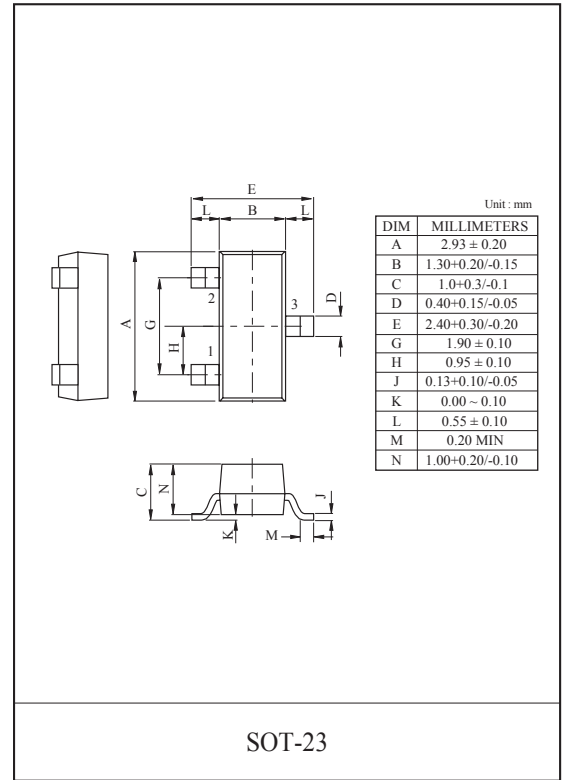 E
L B L
2
3
D
A
G
H
1
C
N
J
K
M
Unit : mm
DIM MILLIMETERS
A 2.93 ± 0.20
B 1.30+0.20/-0.15
C 1.0+0.3/-0.1
D 0.40+0.15/-0.05
E 2.40+0.30/-0.20
G 1.90 ± 0.10
H 0.95 ± 0.10
J 0.13+0.10/-0.05
K 0.00 ~ 0.10
L 0.55 ± 0.10
M 0.20 MIN
N 1.00+0.20/-0.10
SOT-23